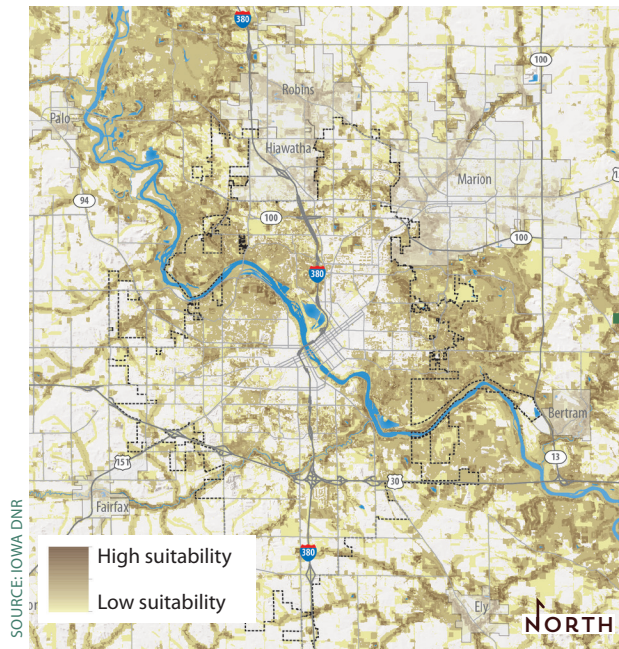 380
100
Robins
Palo
Hiawatha
Marion
94
100
100
380
Bertram
13
151
30
Fairfax
380
High suitability
Low suitability
Ely
NORTH
SOURCE: IOWA DNR